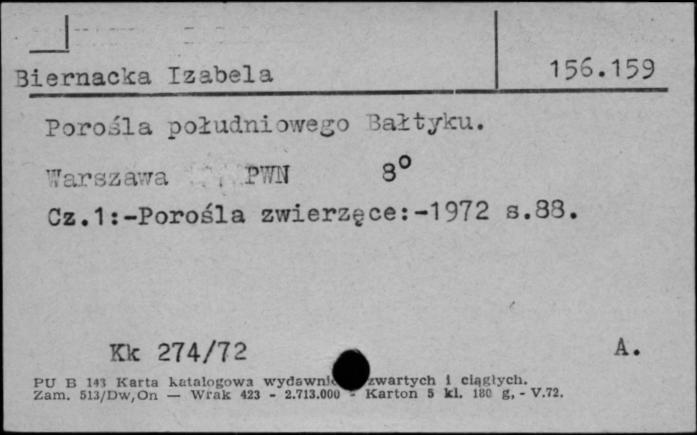 Biernacka Izabela 156.159
Porośla południowego Bałtyku.
Warszawa PWN 8°
Cz.1:-Porośla zwierzęce:-1972 s.88.
Kk 274/72 A.
PU B 143 Karta katalogowa zwartych i ciągłych.
Zam. 513/Dw,On — Wrak 423 - 2.713.000 - Karton 5 kl. 180 g, - V.72.